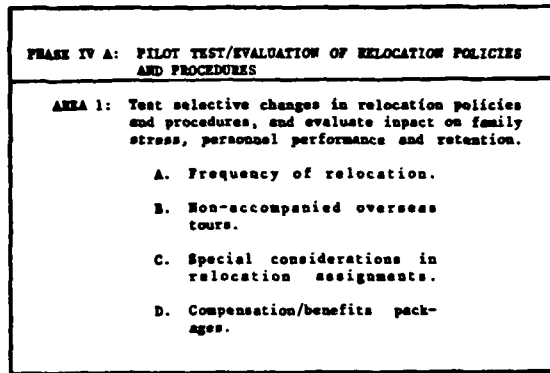 PHASE IV A: PILOT TEST/EVALUATION OF RELOCATION POLICIES
AND PROCEDURES
AREA 1: Test selective changes in relocation policies
and procedures, and evaluate inpact on family
stress, personnel performance and retention.
A. Frequency of relocation.
B. Non-accompanied overseas
tours.
C. Special considerations in
relocation assignments.
D. Compensation/benefits pack-
ages.